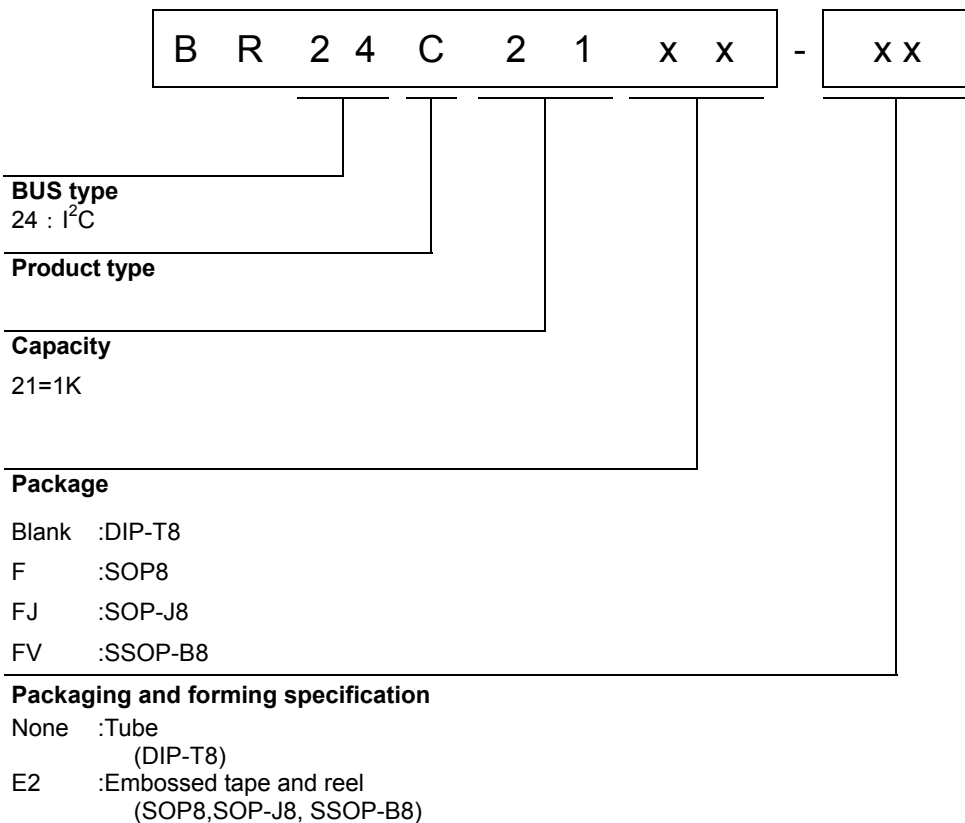 B R 2 4 C 2 1 x x - x x
BUS type
24 : I²C
Product type
Capacity
21=1K
Package
Blank :DIP-T8
F :SOP8
FJ :SOP-J8
FV :SSOP-B8
Packaging and forming specification
None :Tube
(DIP-T8)
E2 :Embossed tape and reel
(SOP8,SOP-J8, SSOP-B8)